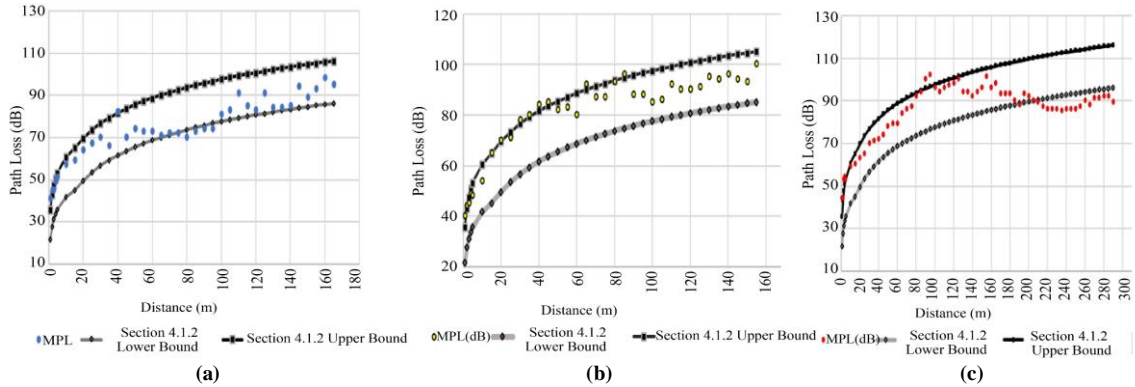 130
110
90
70
50
30
10
Path Loss (dB)
0
20
40
60
80
100
120
140
160
180
Distance (m)
MPL
Section 4.1.2
Lower Bound
Section 4.1.2 Upper Bound
(a)
120
100
80
60
40
20
Path Loss (dB)
0
20
40
60
80
100
120
140
160
Distance (m)
MPL(dB)
Section 4.1.2
Lower Bound
Section 4.1.2 Upper Bound
(b)
130
110
90
70
50
30
10
Path Loss (dB)
0
20
40
60
80
100
120
140
160
180
200
220
240
260
280
300
Distance (m)
MPL(dB)
Section 4.1.2
Lower Bound
Section 4.1.2
Upper Bound
(c)